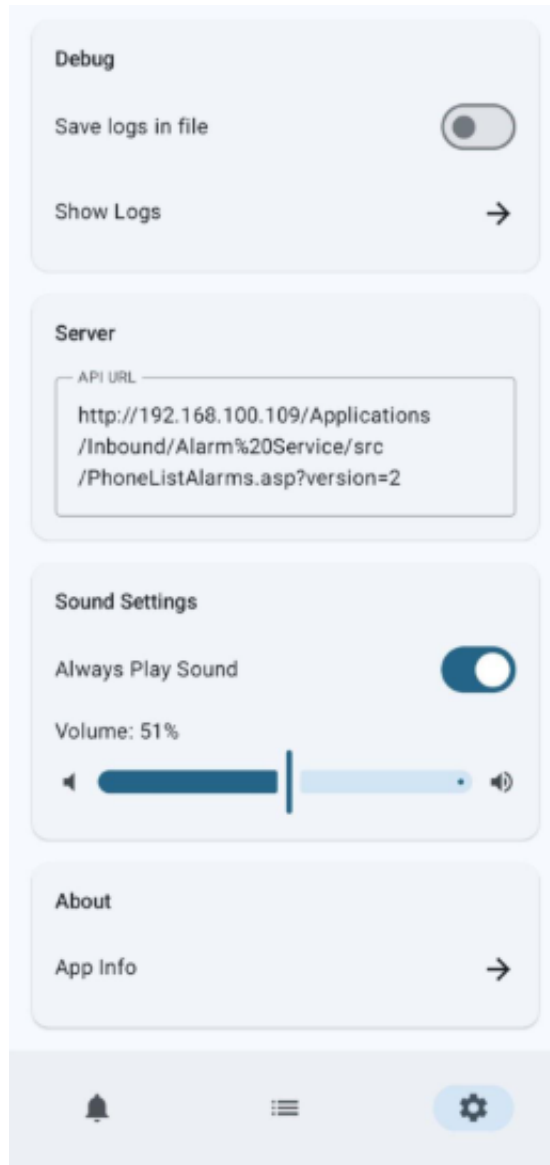 Debug
Save logs in file
Show Logs
Server
API URL
http://192.168.100.109/Applications
/Inbound/Alarm%20Service/src
/PhoneListAlarms.asp?version=2
Sound Settings
Always Play Sound
Volume: 51%
About
App Info